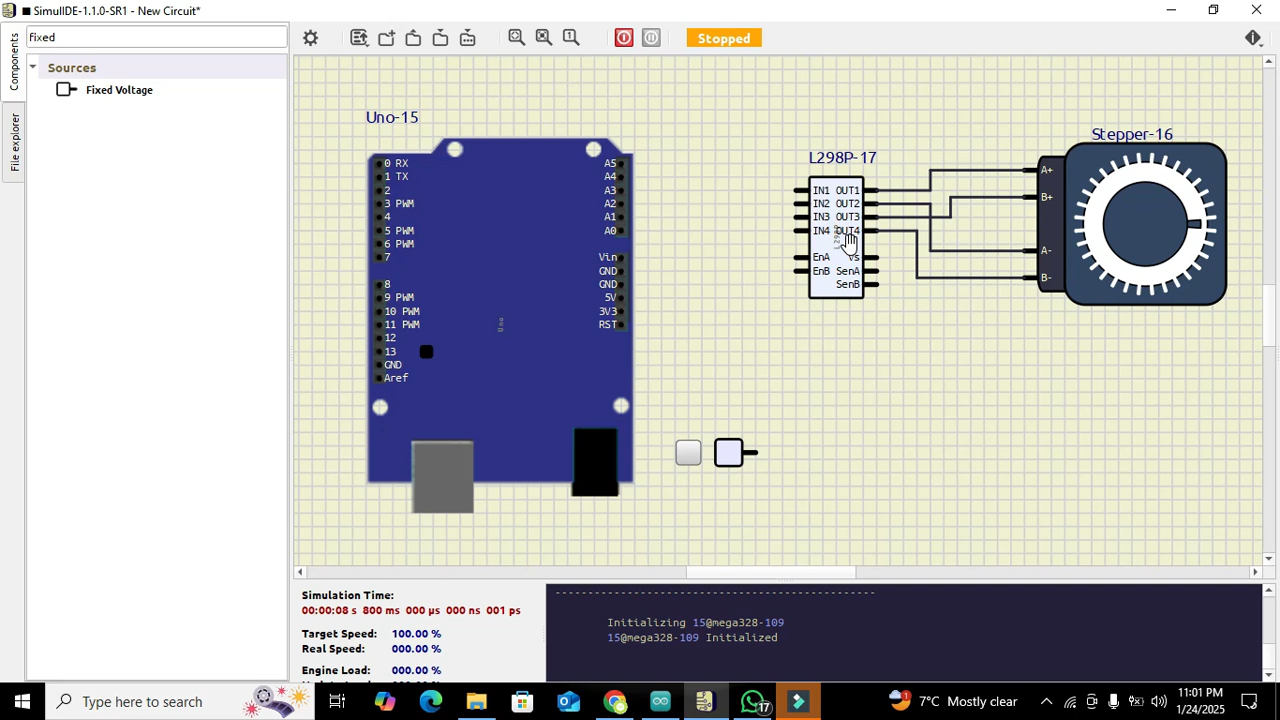 SimulIDE-1.1.0-SR1 - New Circuit*
Components
File explorer
fixed
Sources
Fixed Voltage
Stopped
Uno-15
0 RX
1 TX
2
3 PWM
4
5 PWM
6 PWM
7
8
9 PWM
10 PWM
11 PWM
12
13
GND
Aref
Uno
A5
A4
A3
A2
A1
A0
Vin
GND
GND
5V
3V3
RST
L298P-17
IN1 OUT1
IN2 OUT2
IN3 OUT3
IN4 OUT4
EnA Vs
EnB SenA
SenB
Stepper-16
A+
B+
A-
B-
Simulation Time:
00:00:08 s 800 ms 000 µs 000 ns 001 ps
Target Speed: 100.00 %
Real Speed: 000.00 %
Engine Load: 000.00 %
Initializing 15@mega328-109
15@mega328-109 Initialized
Type here to search
17
1
7°C Mostly clear
11:01 PM
1/24/2025